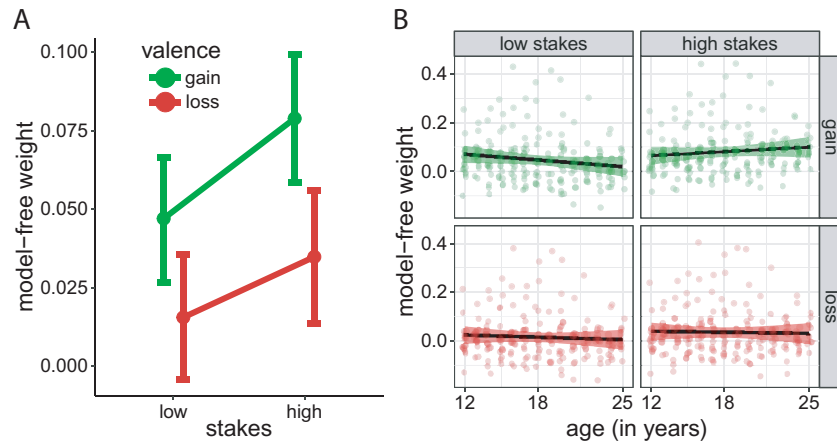 A
model-free weight
0.100
0.075
0.050
0.025
0.000
valence
gain
loss
low
high
stakes
B
low stakes
high stakes
model-free weight
0.4
0.2
0.0
gain
0.4
0.2
0.0
loss
12
18
25
12
18
25
age (in years)